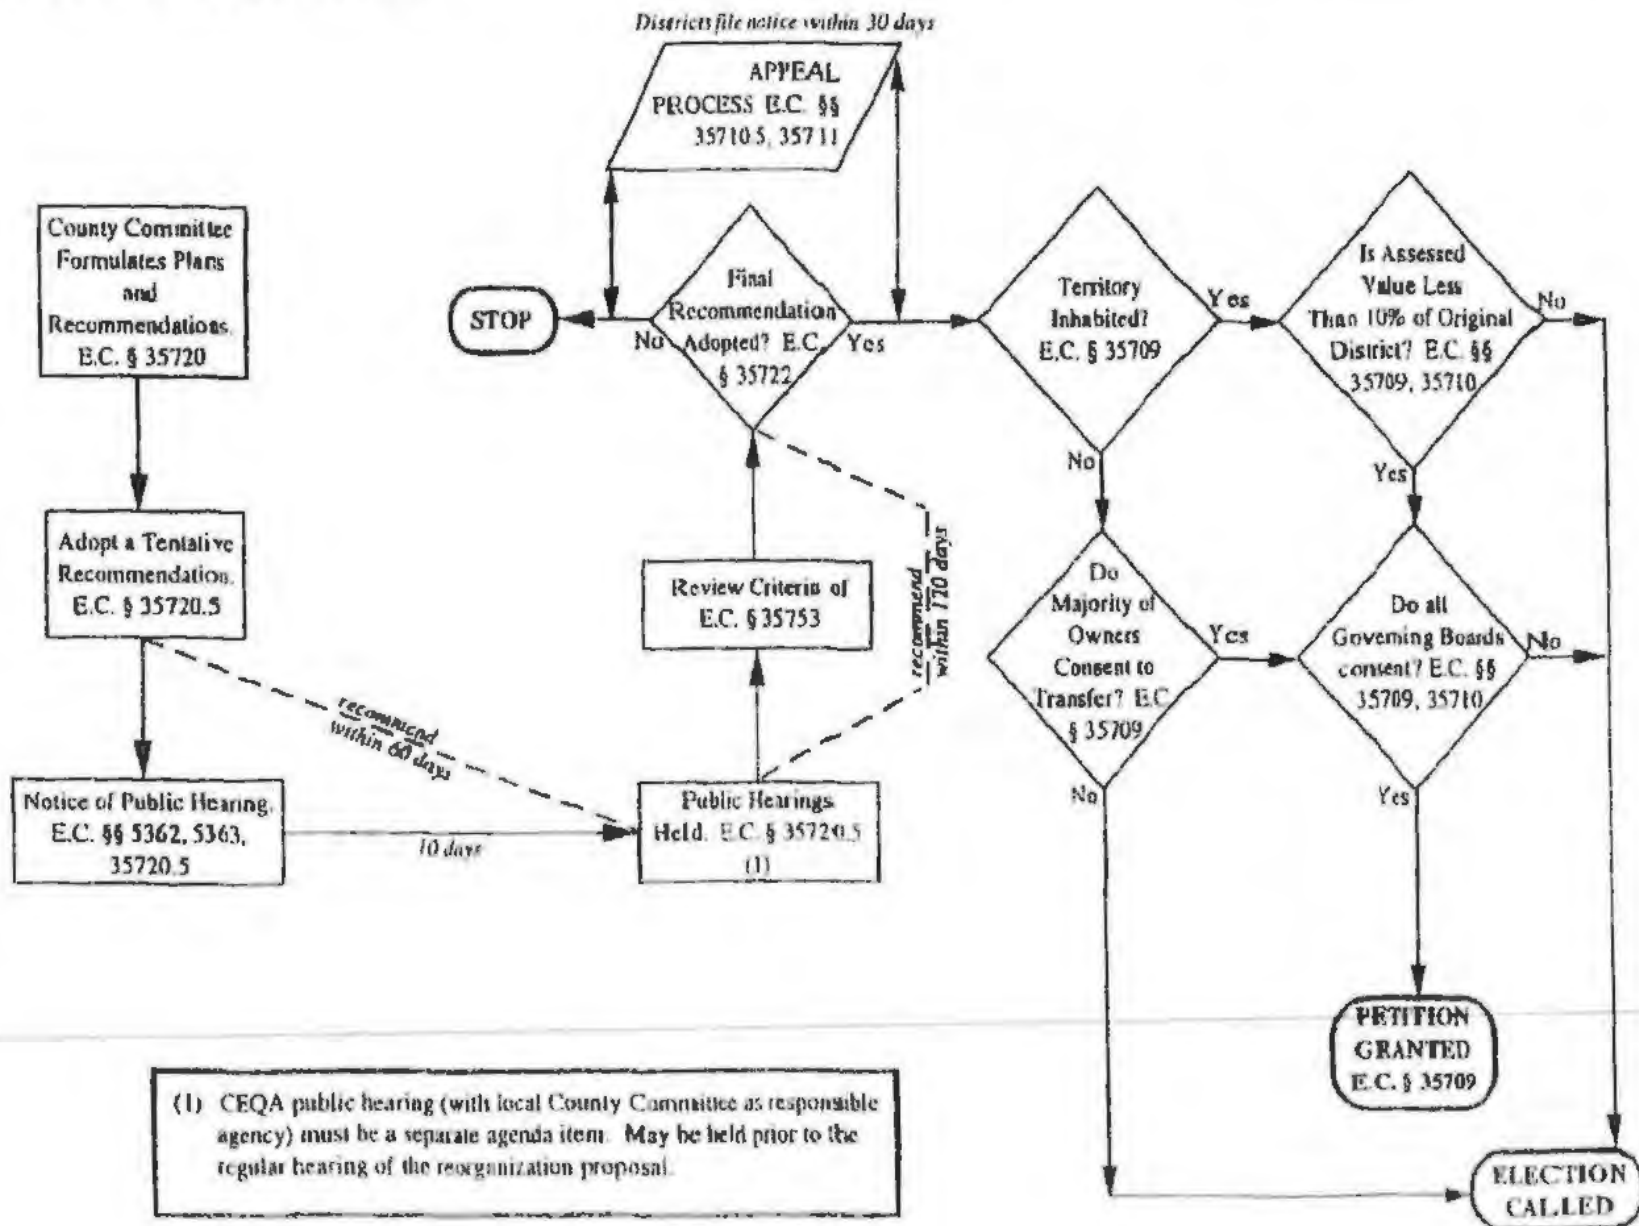 Districts file notice within 30 days
APPEAL
PROCESS E.C. §§
35710.5, 35711
County Committee
Formulates Plans
and
Recommendations.
E.C. § 35720
Adopt a Tentative
Recommendation.
E.C. § 35720.5
Notice of Public Hearing.
E.C. §§ 5362, 5363,
35720.5
recommend
within 60 days
10 days
Public Hearings
Held. E.C. § 35720.5
(1)
Review Criteria of
E.C. § 35753
recommend
within 120 days
Final
Recommendation
Adopted? E.C.
§ 35722
No
Yes
STOP
Territory
Inhabited?
E.C. § 35709
Yes
No
Is Assessed
Value Less
Than 10% of Original
District? E.C. §§
35709, 35710
No
Yes
Do
Majority of
Owners
Consent to
Transfer? E.C.
§ 35709
Yes
No
Do all
Governing Boards
consent? E.C. §§
35709, 35710
No
Yes
PETITION
GRANTED
E.C. § 35709
ELECTION
CALLED
(1) CEQA public hearing (with local County Committee as responsible
agency) must be a separate agenda item. May be held prior to the
regular hearing of the reorganization proposal.